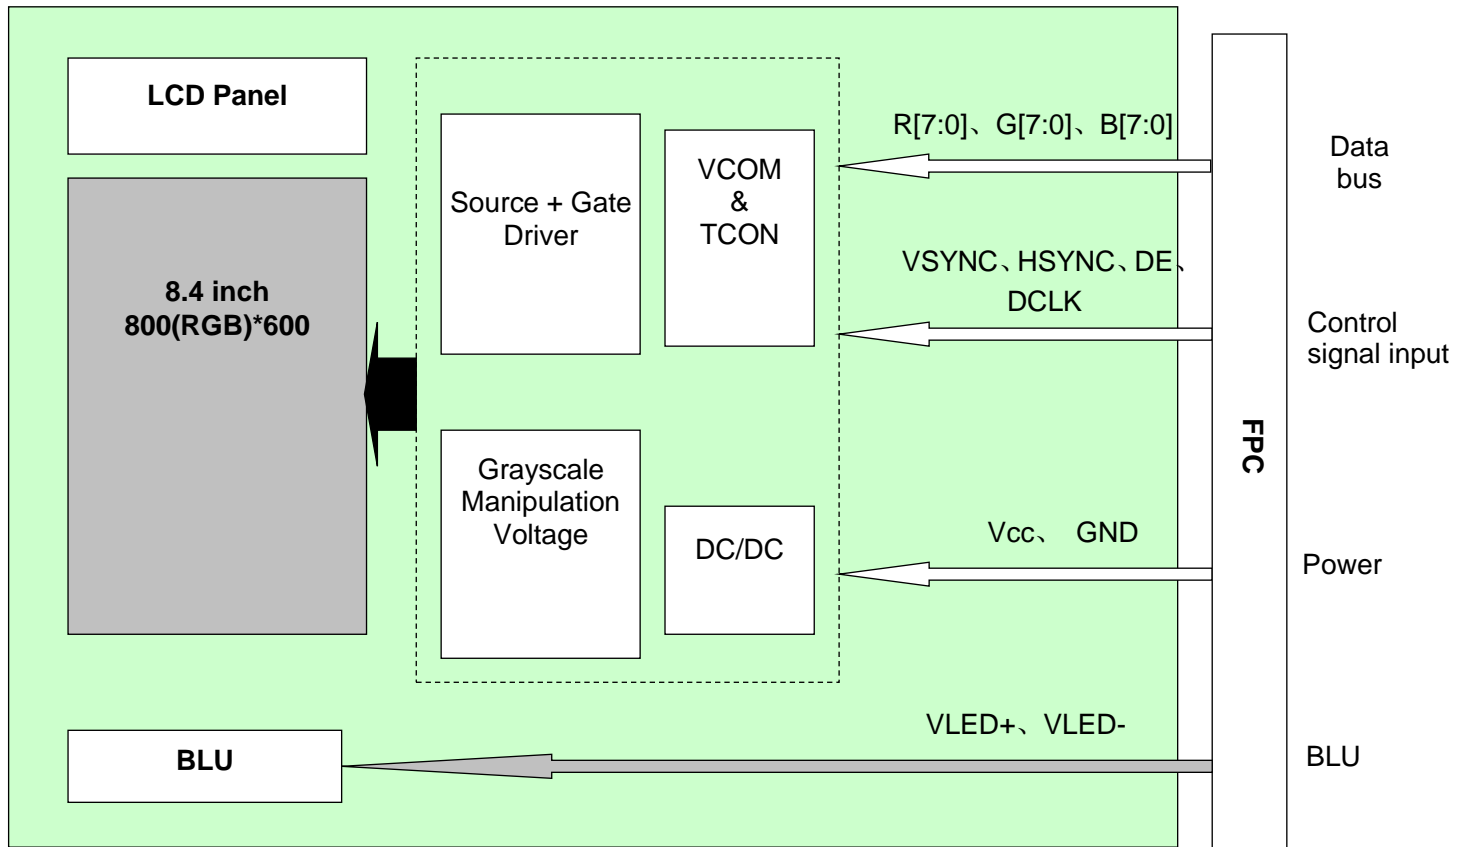 LCD Panel
8.4 inch
800(RGB)*600
Source + Gate
Driver
VCOM
&
TCON
Grayscale
Manipulation
Voltage
DC/DC
R[7:0]、G[7:0]、B[7:0]
VSYNC、HSYNC、DE、
DCLK
Vcc、 GND
VLED+、VLED-
BLU
FPC
Data
bus
Control
signal input
Power
BLU